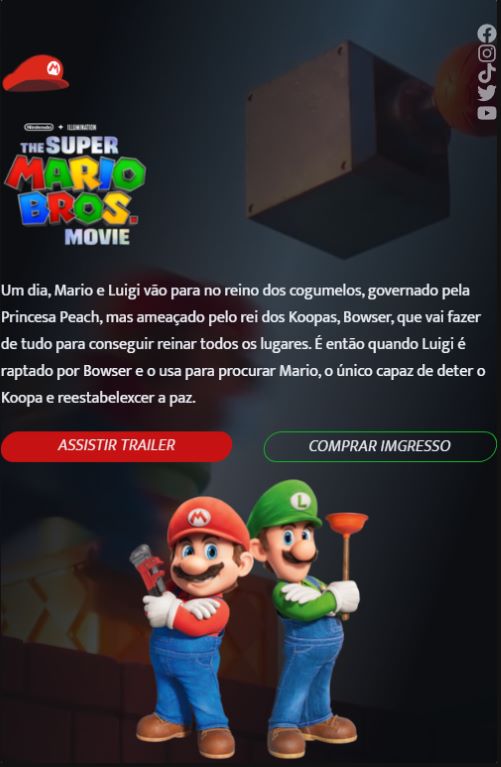 M
Nintendo ILLUMINATION
THE SUPER
MARIO
BROS.
MOVIE
Um dia, Mario e Luigi vão para no reino dos cogumelos, governado pela
Princesa Peach, mas ameaçado pelo rei dos Koopas, Bowser, que vai fazer
de tudo para conseguir reinar todos os lugares. É então quando Luigi é
raptado por Bowser e o usa para procurar Mario, o único capaz de deter o
Koopa e reestabelexcer a paz.
ASSISTIR TRAILER
COMPRAR IMGRESSO
M
L